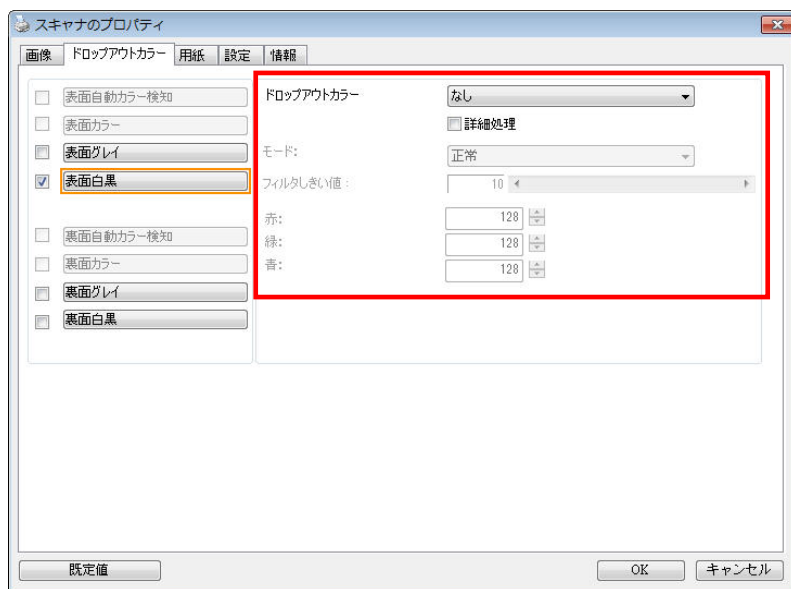 スキャナのプロパティ
画像 ドロップアウトカラー 用紙 設定 情報
表面自動カラー検知
表面カラー
表面グレイ
表面白黒
裏面自動カラー検知
裏面カラー
裏面グレイ
裏面白黒
ドロップアウトカラー なし
詳細処理
モード: 正常
フィルタしきい値: 10
赤: 128
緑: 128
青: 128
既定値 OK キャンセル